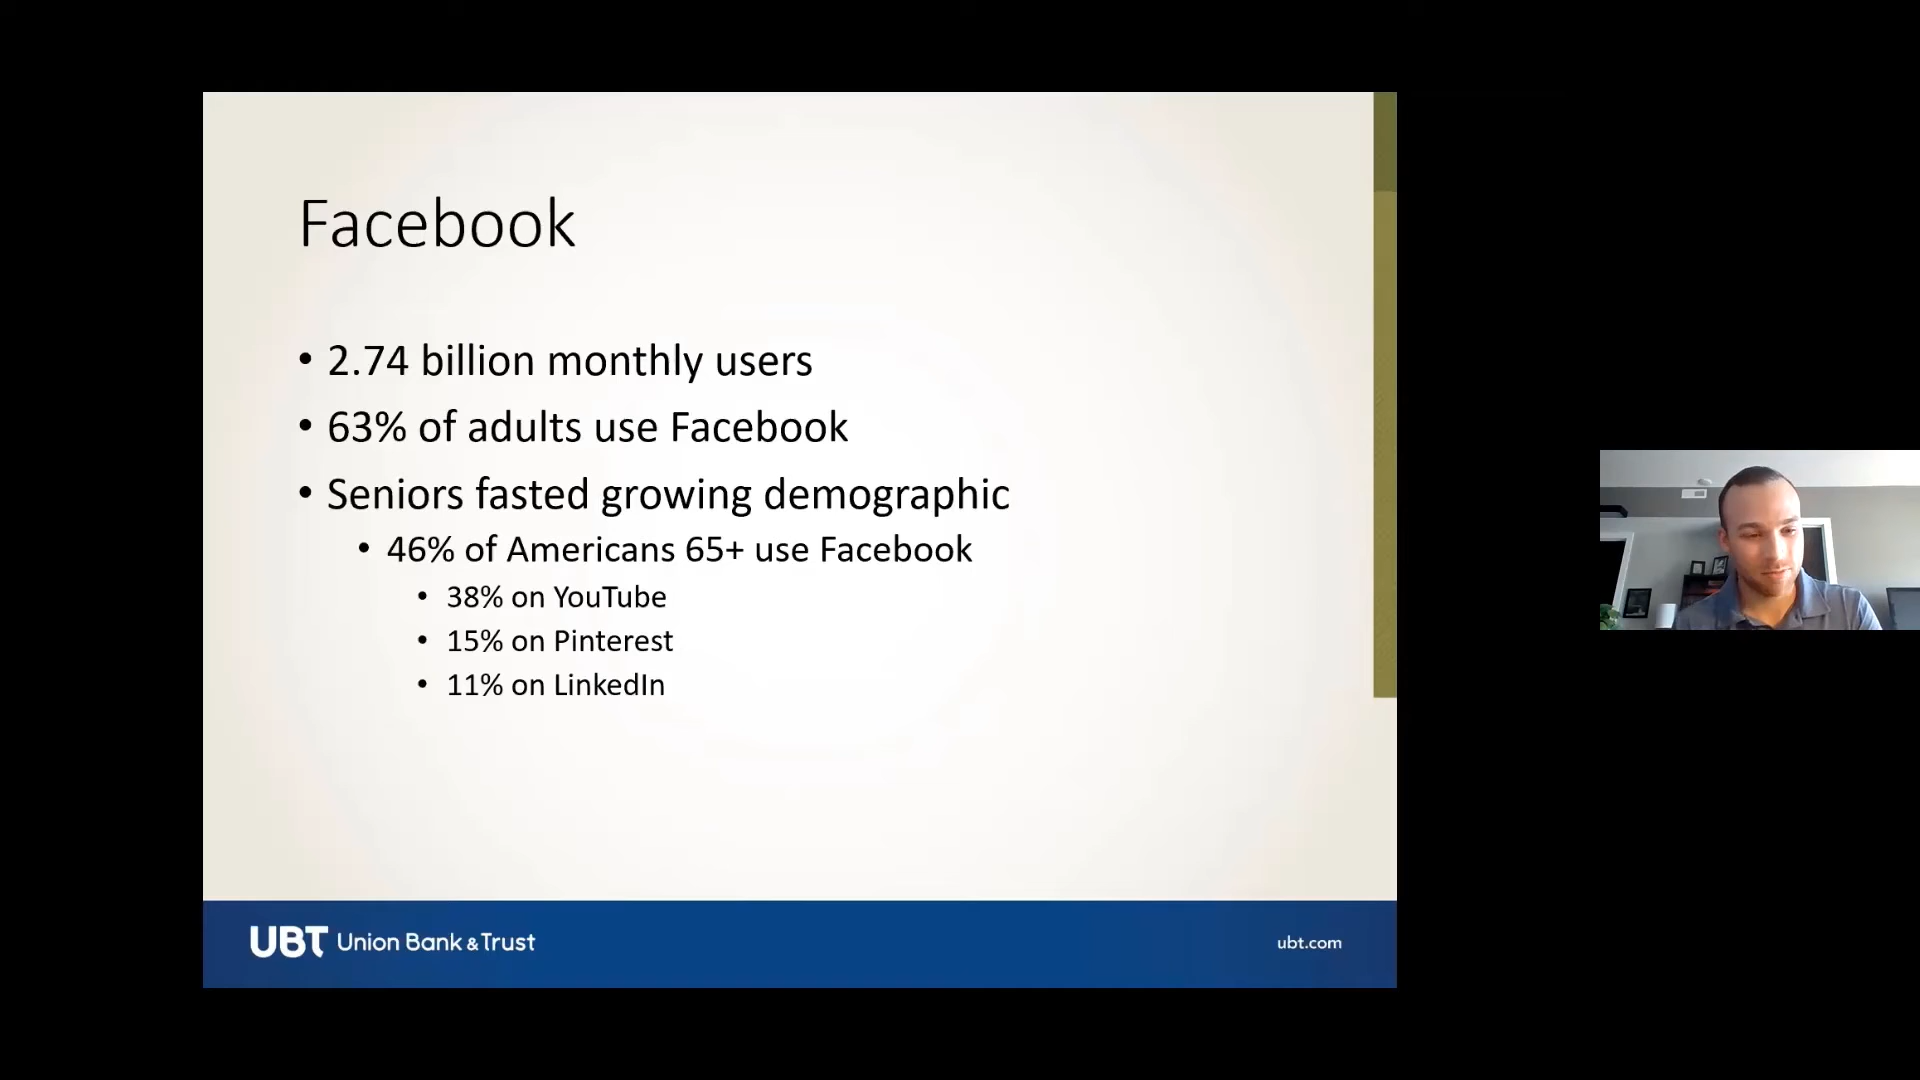 Facebook
• 2.74 billion monthly users
• 63% of adults use Facebook
• Seniors fasted growing demographic
• 46% of Americans 65+ use Facebook
• 38% on YouTube
• 15% on Pinterest
• 11% on LinkedIn
UBT Union Bank & Trust
ubt.com